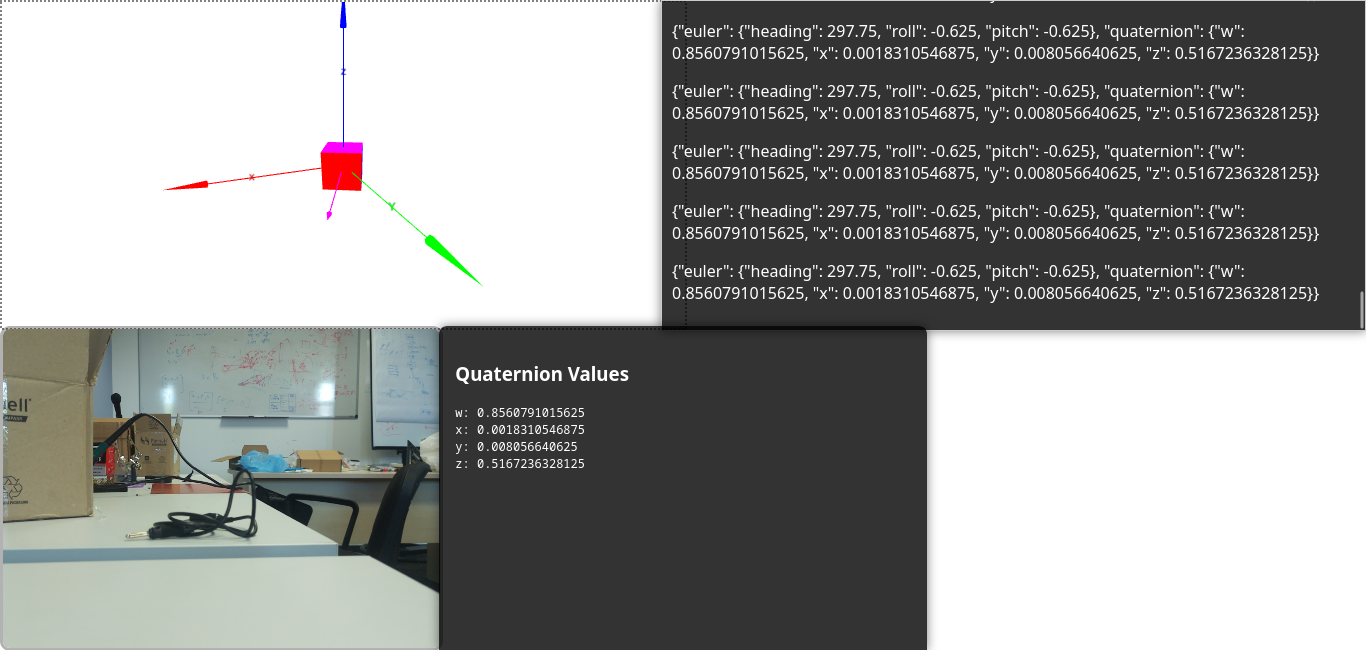 z
x
Y
{"euler": {"heading": 297.75, "roll": -0.625, "pitch": -0.625}, "quaternion": {"w":
0.8560791015625, "x": 0.0018310546875, "y": 0.008056640625, "z": 0.5167236328125}}
{"euler": {"heading": 297.75, "roll": -0.625, "pitch": -0.625}, "quaternion": {"w":
0.8560791015625, "x": 0.0018310546875, "y": 0.008056640625, "z": 0.5167236328125}}
{"euler": {"heading": 297.75, "roll": -0.625, "pitch": -0.625}, "quaternion": {"w":
0.8560791015625, "x": 0.0018310546875, "y": 0.008056640625, "z": 0.5167236328125}}
{"euler": {"heading": 297.75, "roll": -0.625, "pitch": -0.625}, "quaternion": {"w":
0.8560791015625, "x": 0.0018310546875, "y": 0.008056640625, "z": 0.5167236328125}}
{"euler": {"heading": 297.75, "roll": -0.625, "pitch": -0.625}, "quaternion": {"w":
0.8560791015625, "x": 0.0018310546875, "y": 0.008056640625, "z": 0.5167236328125}}
Quaternion Values
w: 0.8560791015625
x: 0.0018310546875
y: 0.008056640625
z: 0.5167236328125